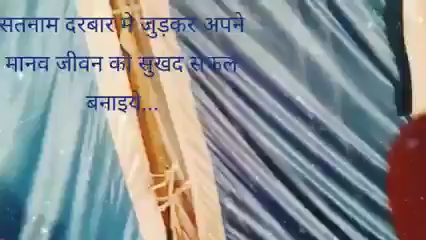 सतनाम दरबार मे जुड़कर अपने
मानव जीवन को सुखद सफल
बनाइये...